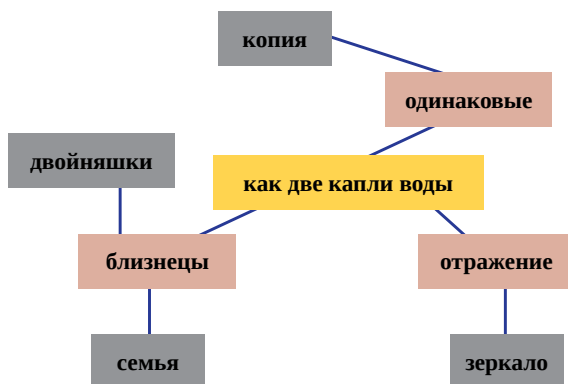 копия
одинаковые
двойняшки
как две капли воды
близнецы
отражение
семья
зеркало